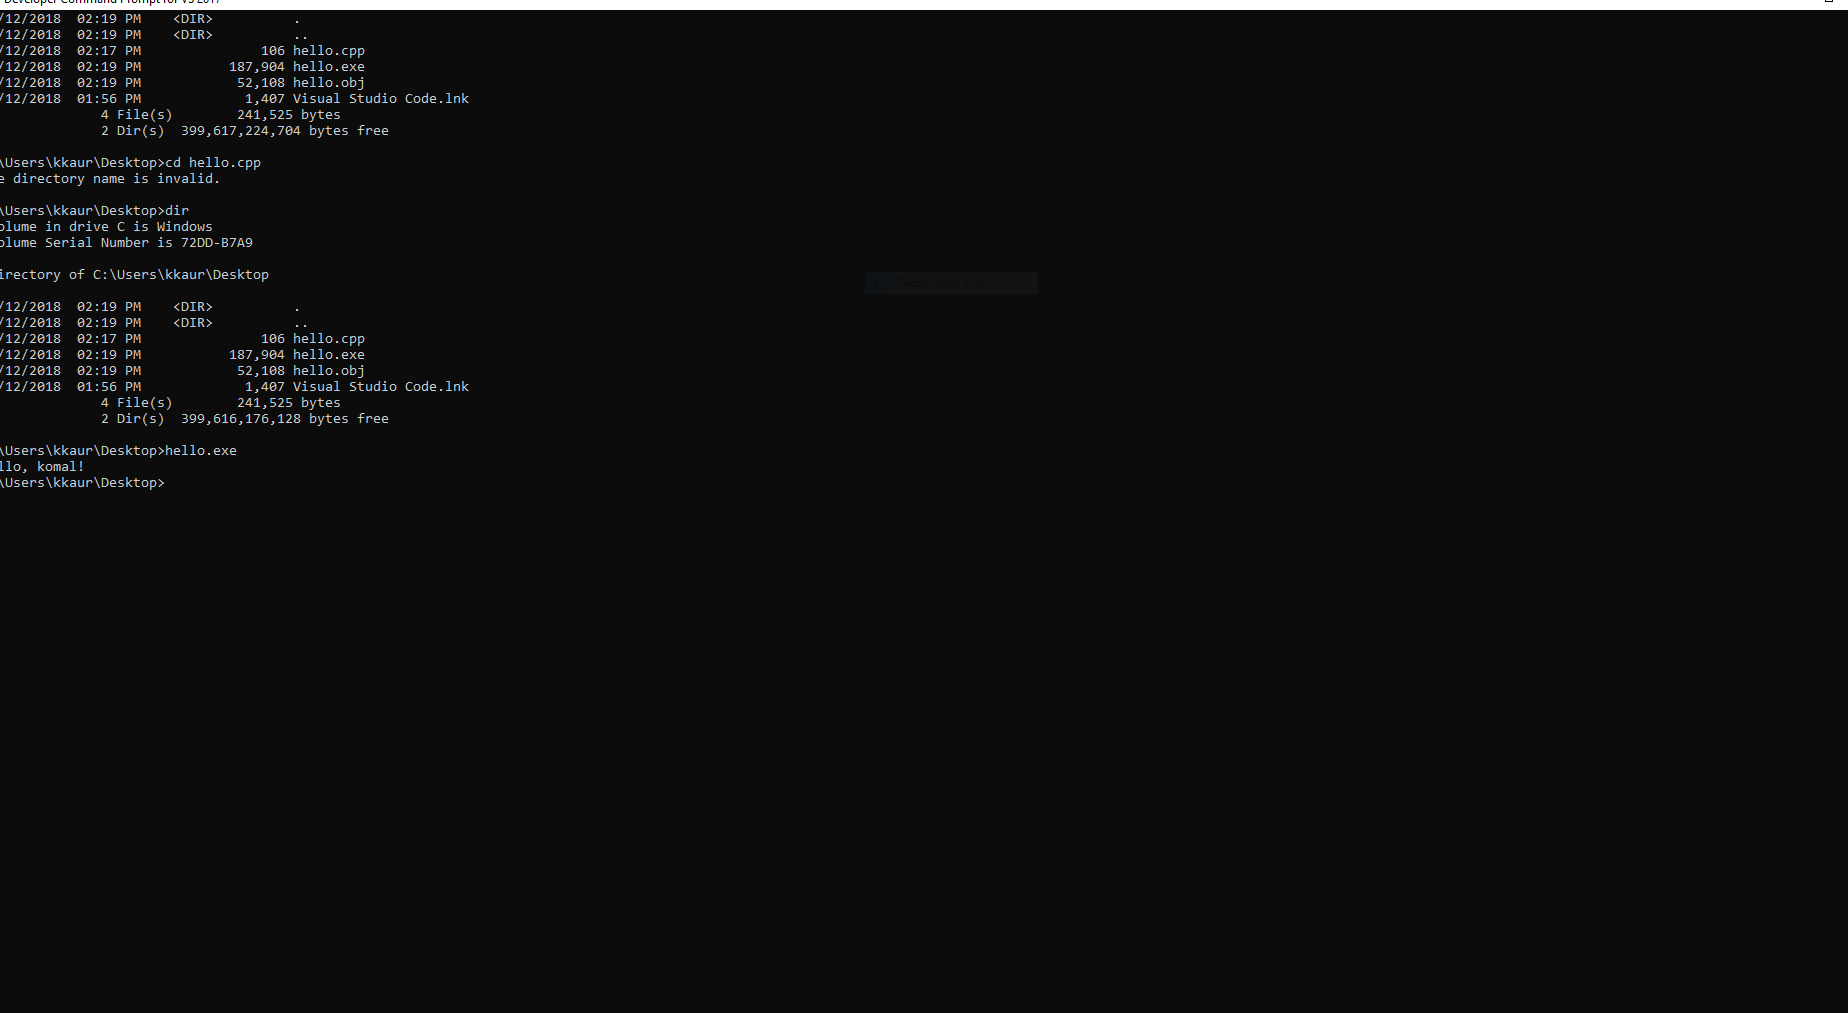 Developer Command Prompt for VS 2017
/12/2018  02:19 PM    <DIR>          .
/12/2018  02:19 PM    <DIR>          ..
/12/2018  02:17 PM               106 hello.cpp
/12/2018  02:19 PM           187,904 hello.exe
/12/2018  02:19 PM            52,108 hello.obj
/12/2018  01:56 PM             1,407 Visual Studio Code.lnk
4 File(s)        241,525 bytes
2 Dir(s)  399,617,224,704 bytes free
\Users\kkaur\Desktop>cd hello.cpp
e directory name is invalid.
\Users\kkaur\Desktop>dir
olume in drive C is Windows
olume Serial Number is 72DD-B7A9
irectory of C:\Users\kkaur\Desktop
/12/2018  02:19 PM    <DIR>          .
/12/2018  02:19 PM    <DIR>          ..
/12/2018  02:17 PM               106 hello.cpp
/12/2018  02:19 PM           187,904 hello.exe
/12/2018  02:19 PM            52,108 hello.obj
/12/2018  01:56 PM             1,407 Visual Studio Code.lnk
4 File(s)        241,525 bytes
2 Dir(s)  399,616,176,128 bytes free
\Users\kkaur\Desktop>hello.exe
llo, komal!
\Users\kkaur\Desktop>